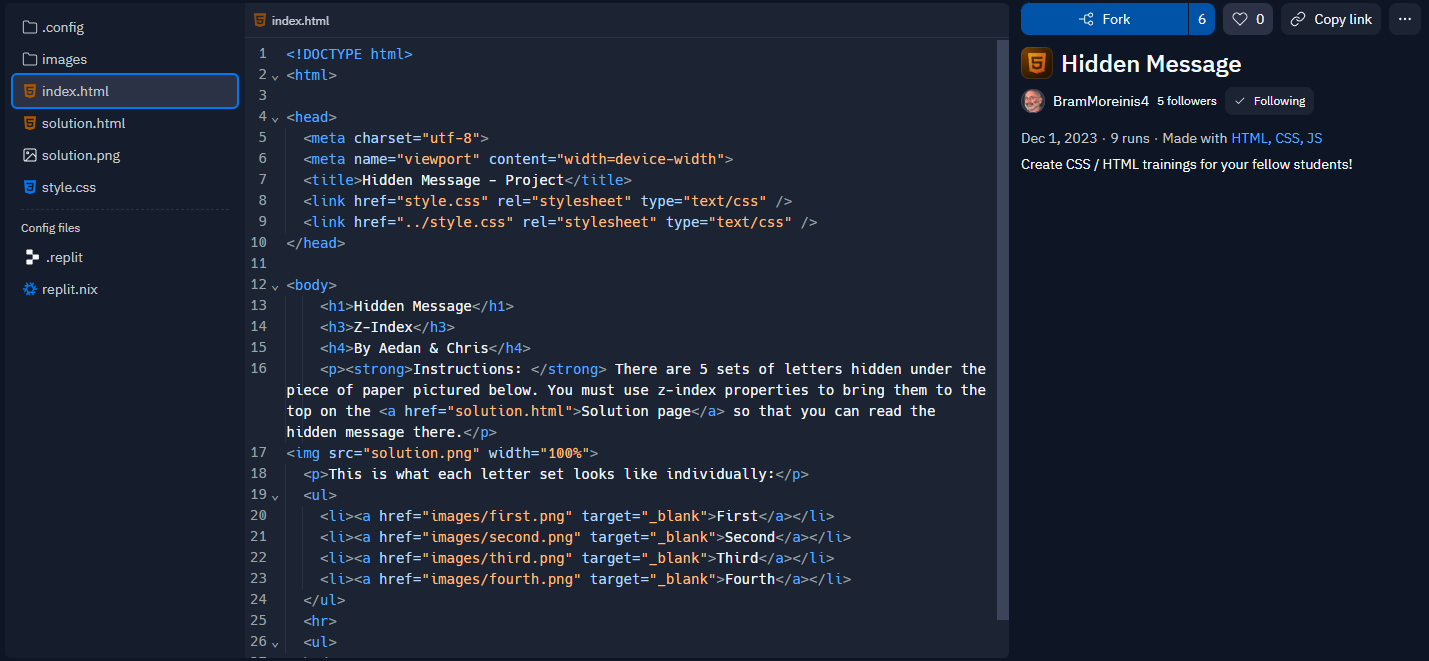 .config
images
index.html
solution.html
solution.png
style.css
Config files
.replit
replit.nix
index.html
1 <!DOCTYPE html>
2 <html>
3
4 <head>
5 <meta charset="utf-8">
6 <meta name="viewport" content="width=device-width">
7 <title>Hidden Message - Project</title>
8 <link href="style.css" rel="stylesheet" type="text/css" />
9 <link href="../style.css" rel="stylesheet" type="text/css" />
10 </head>
11
12 <body>
13 <h1>Hidden Message</h1>
14 <h3>Z-Index</h3>
15 <h4>By Aedan & Chris</h4>
16 <p><strong>Instructions: </strong> There are 5 sets of letters hidden under the
piece of paper pictured below. You must use z-index properties to bring them to the
top on the <a href="solution.html">Solution page</a> so that you can read the
hidden message there.</p>
17 <img src="solution.png" width="100%">
18 <p>This is what each letter set looks like individually:</p>
19 <ul>
20 <li><a href="images/first.png" target="_blank">First</a></li>
21 <li><a href="images/second.png" target="_blank">Second</a></li>
22 <li><a href="images/third.png" target="_blank">Third</a></li>
23 <li><a href="images/fourth.png" target="_blank">Fourth</a></li>
24 </ul>
25 <hr>
26 <ul>
Fork 6 0 Copy link
Hidden Message
BramMoreinis4 5 followers Following
Dec 1, 2023 · 9 runs · Made with HTML, CSS, JS
Create CSS / HTML trainings for your fellow students!